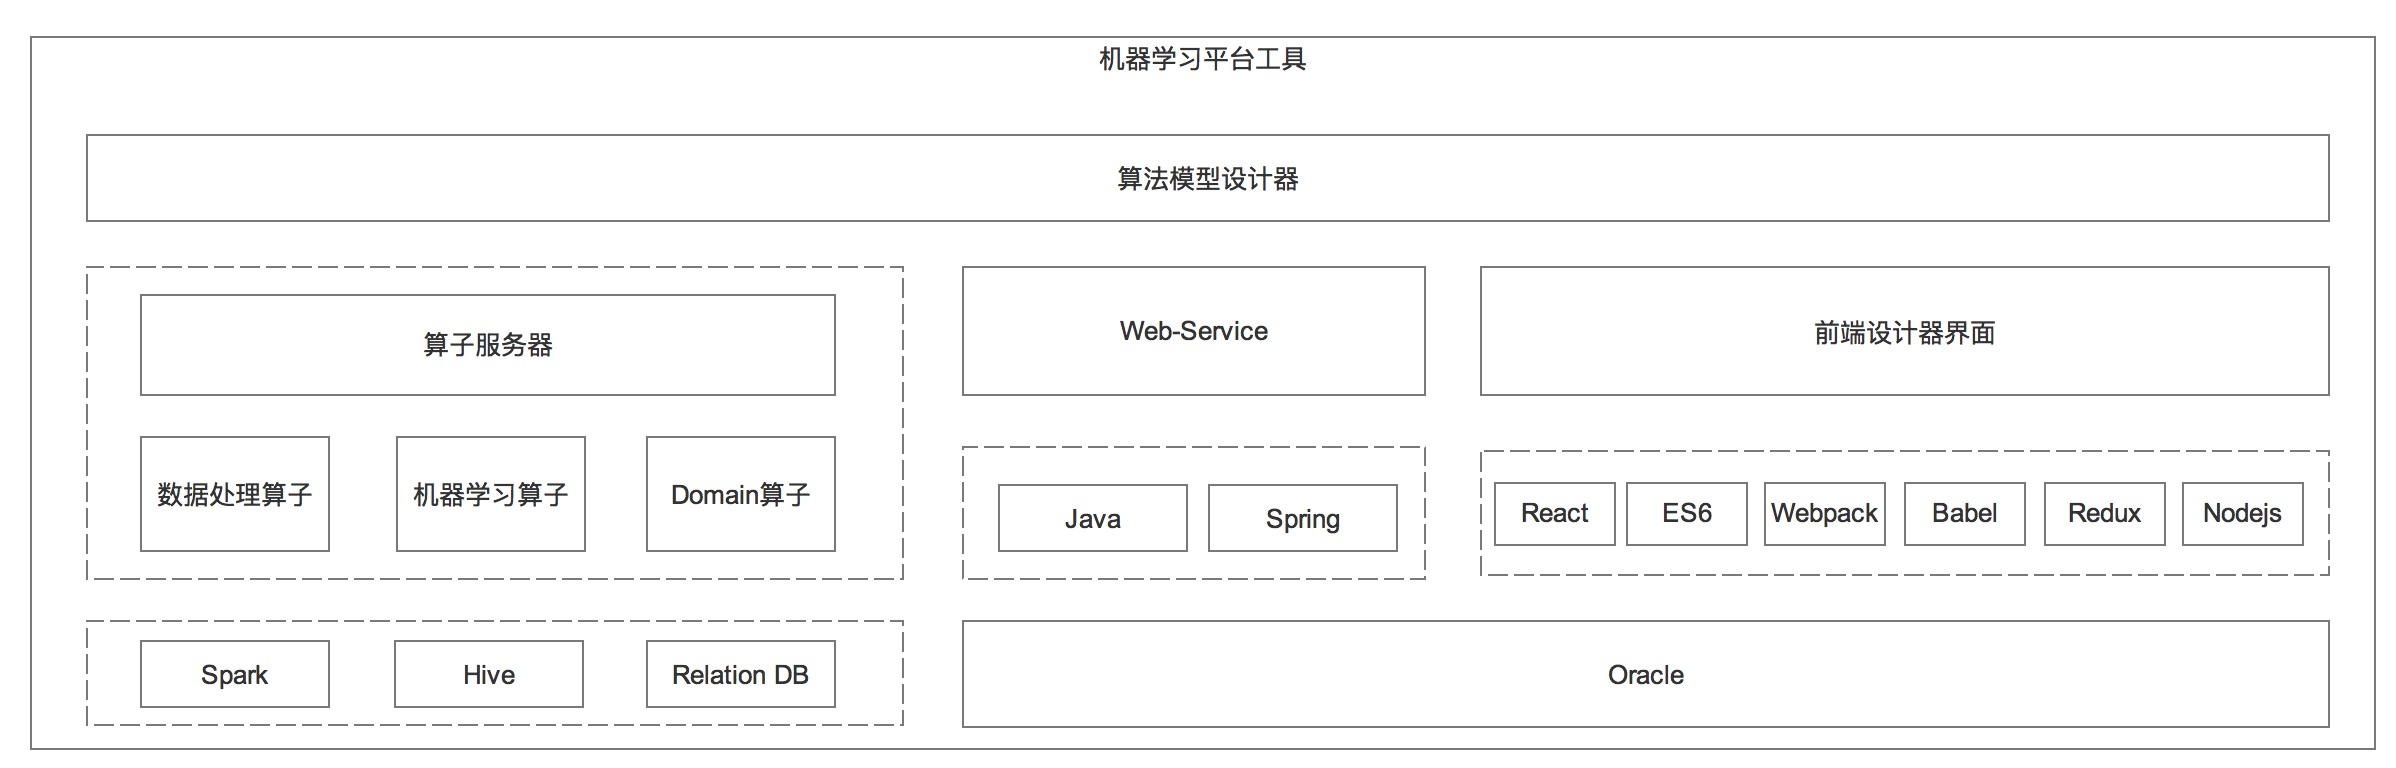 机器学习平台工具
算法模型设计器
算子服务器
Web-Service
前端设计器界面
数据处理算子
机器学习算子
Domain算子
Java
Spring
React
ES6
Webpack
Babel
Redux
Nodejs
Spark
Hive
Relation DB
Oracle